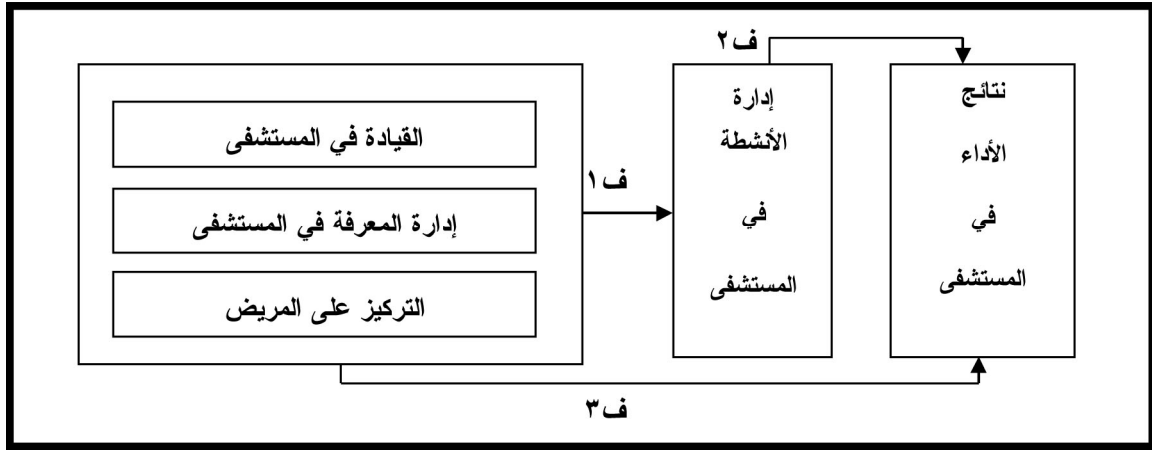 ف٢
القيادة في المستشفى
إدارة المعرفة في المستشفى
التركيز على المريض
ف١
إدارة
الأنشطة
في
المستشفى
نتائج
الأداء
في
المستشفى
ف٣